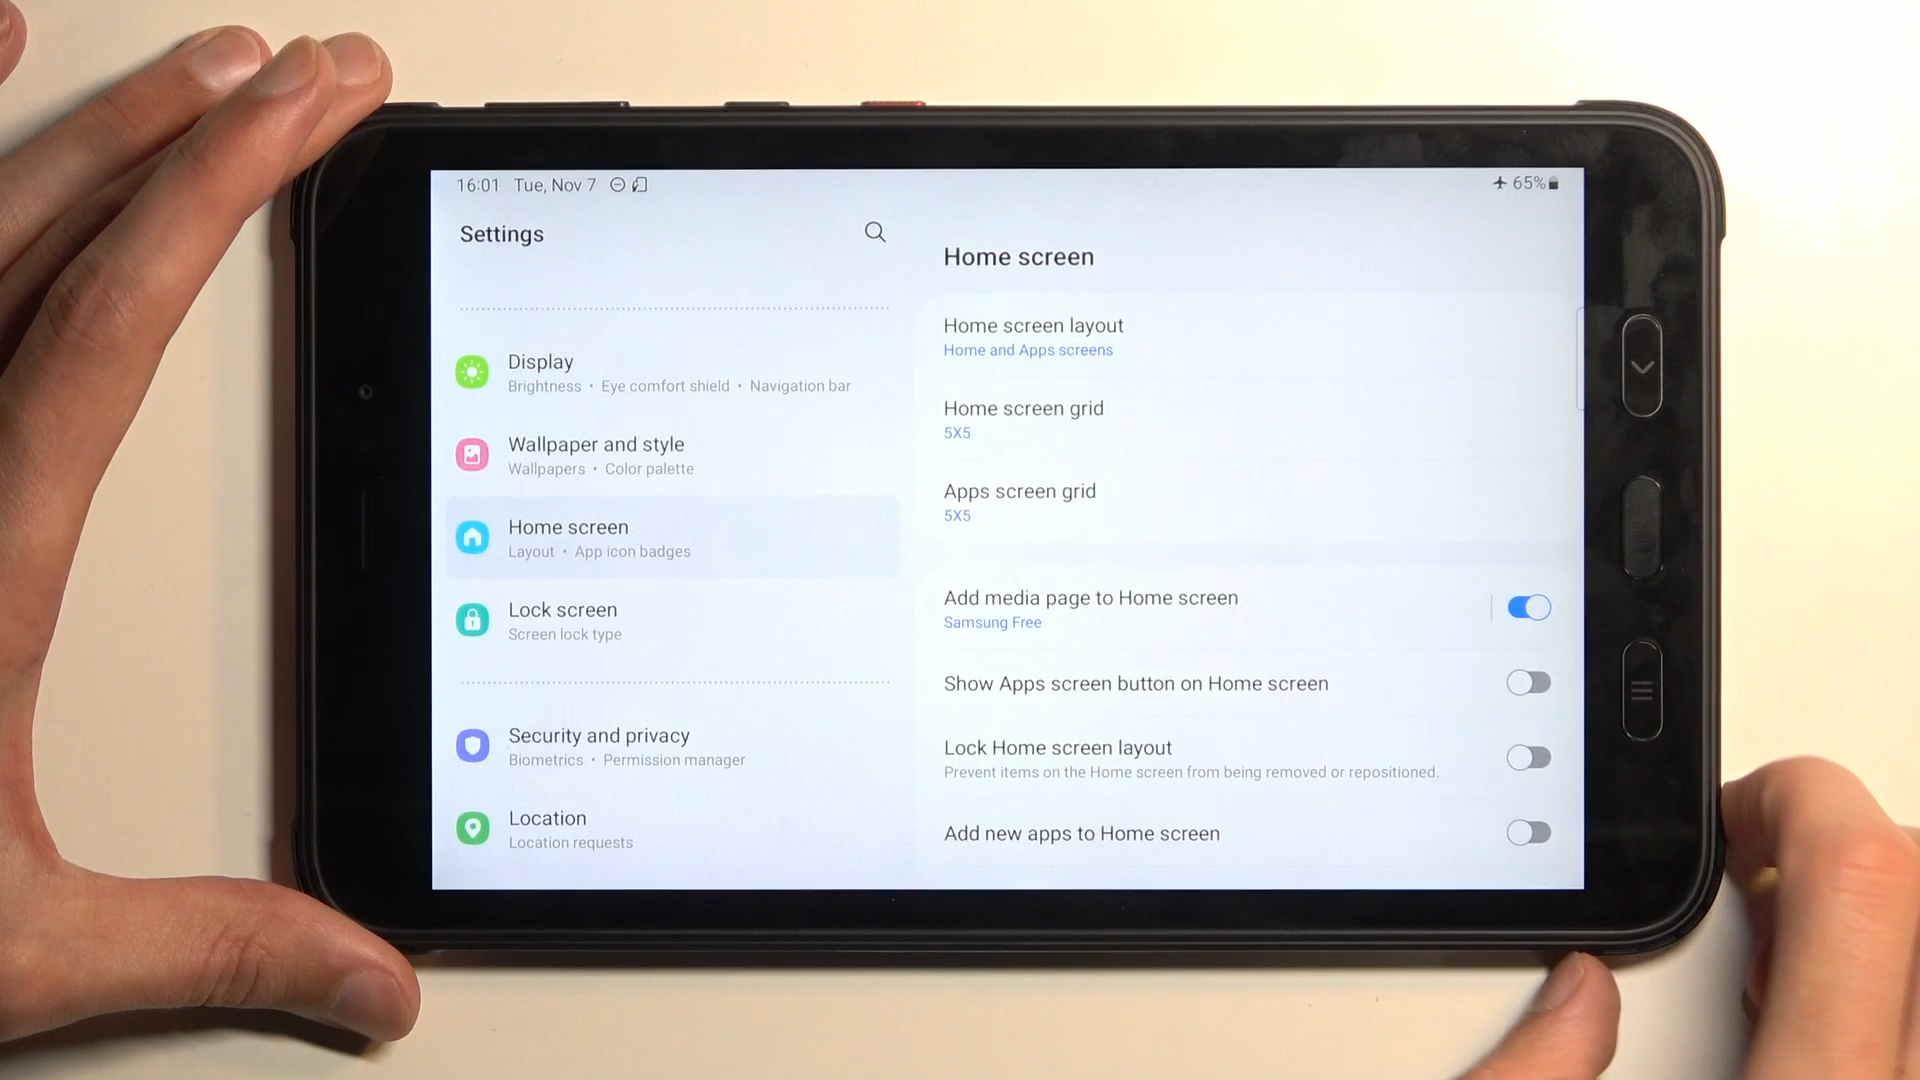 16:01 Tue, Nov 7
65%
Settings
Display
Brightness • Eye comfort shield • Navigation bar
Wallpaper and style
Wallpapers • Color palette
Home screen
Layout • App icon badges
Lock screen
Screen lock type
Security and privacy
Biometrics • Permission manager
Location
Location requests
Home screen
Home screen layout
Home and Apps screens
Home screen grid
5X5
Apps screen grid
5X5
Add media page to Home screen
Samsung Free
Show Apps screen button on Home screen
Lock Home screen layout
Prevent items on the Home screen from being removed or repositioned.
Add new apps to Home screen